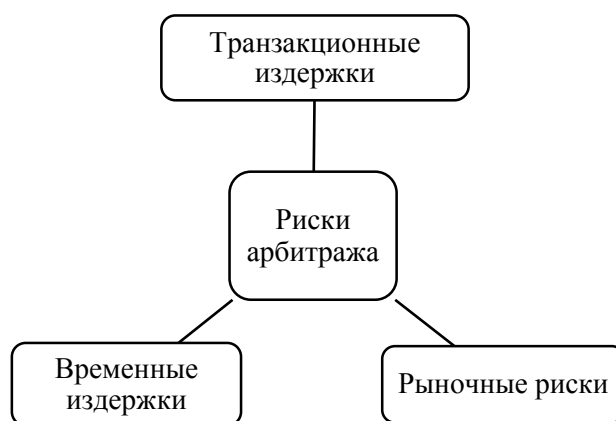 Транзакционные
издержки
Риски
арбитража
Временные
издержки
Рыночные риски